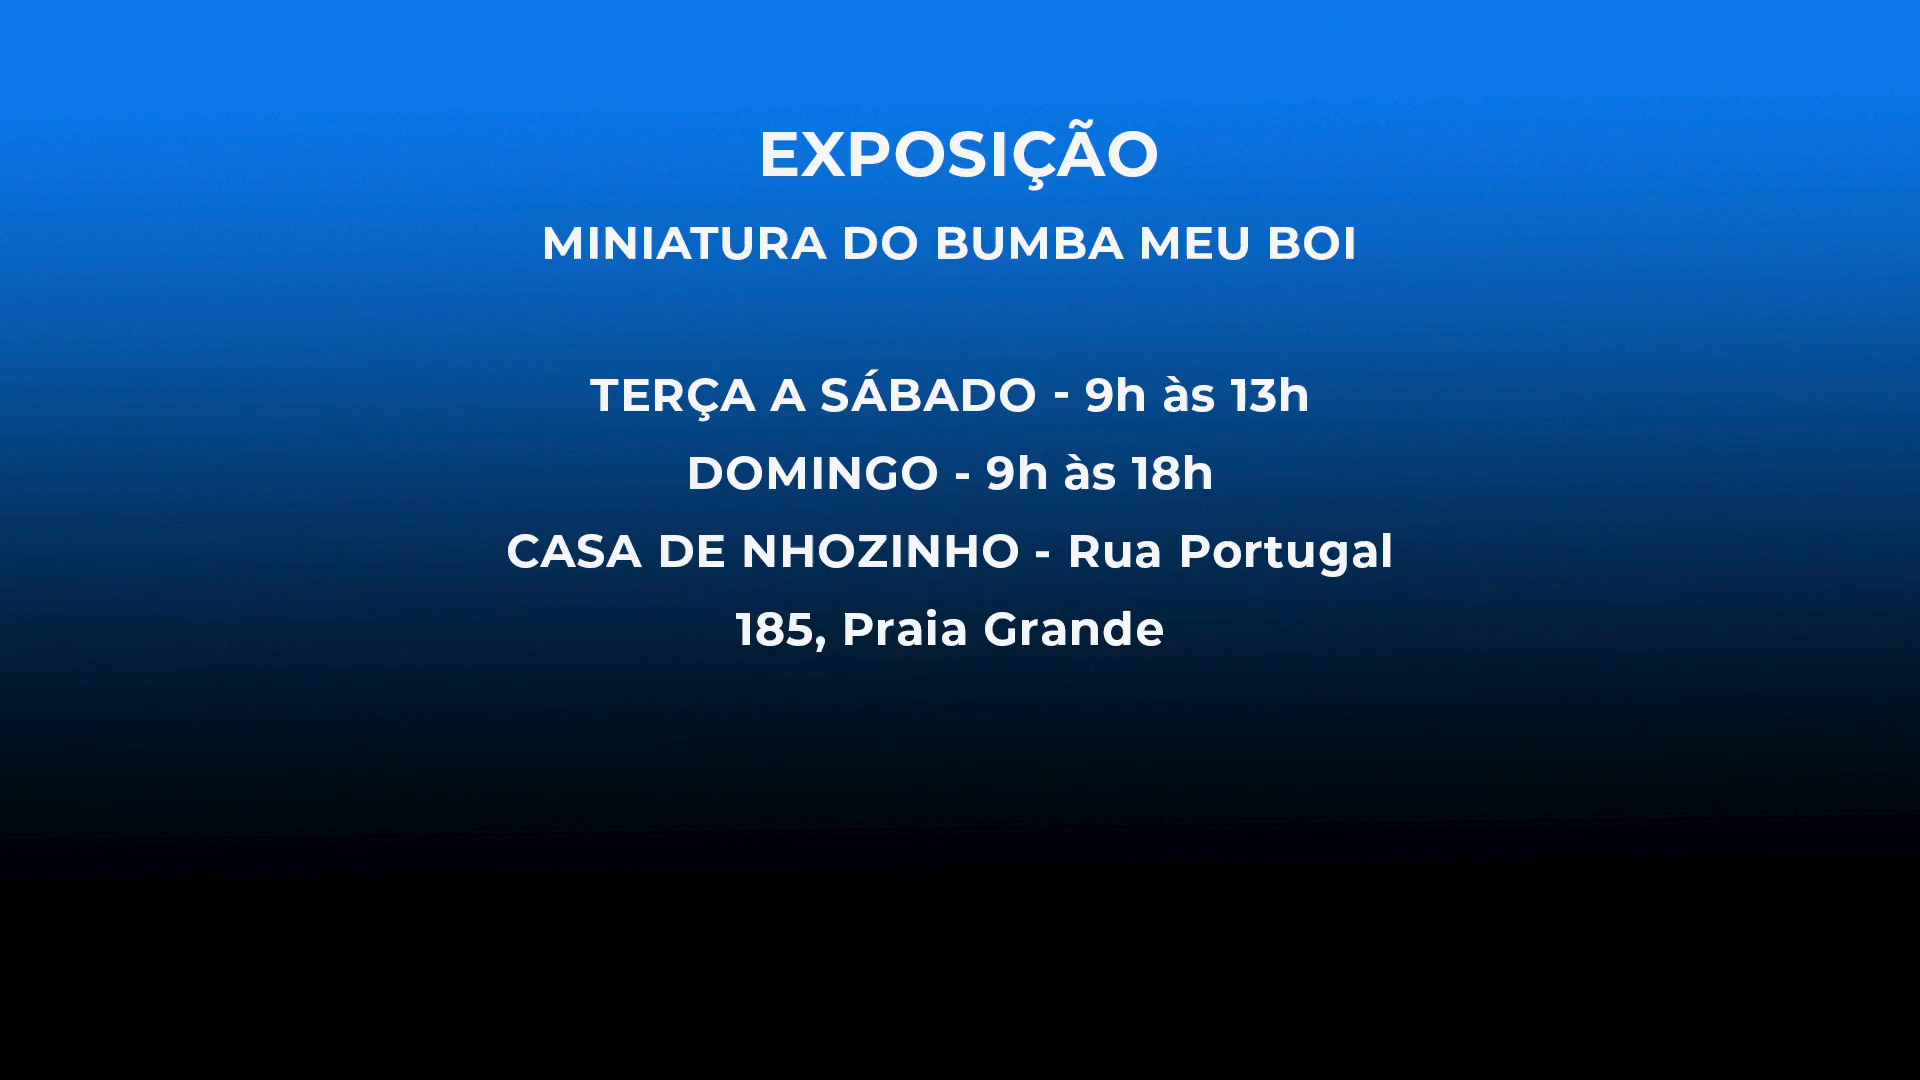 EXPOSIÇÃO
MINIATURA DO BUMBA MEU BOI
TERÇA A SÁBADO - 9h às 13h
DOMINGO - 9h às 18h
CASA DE NHOZINHO - Rua Portugal
185, Praia Grande